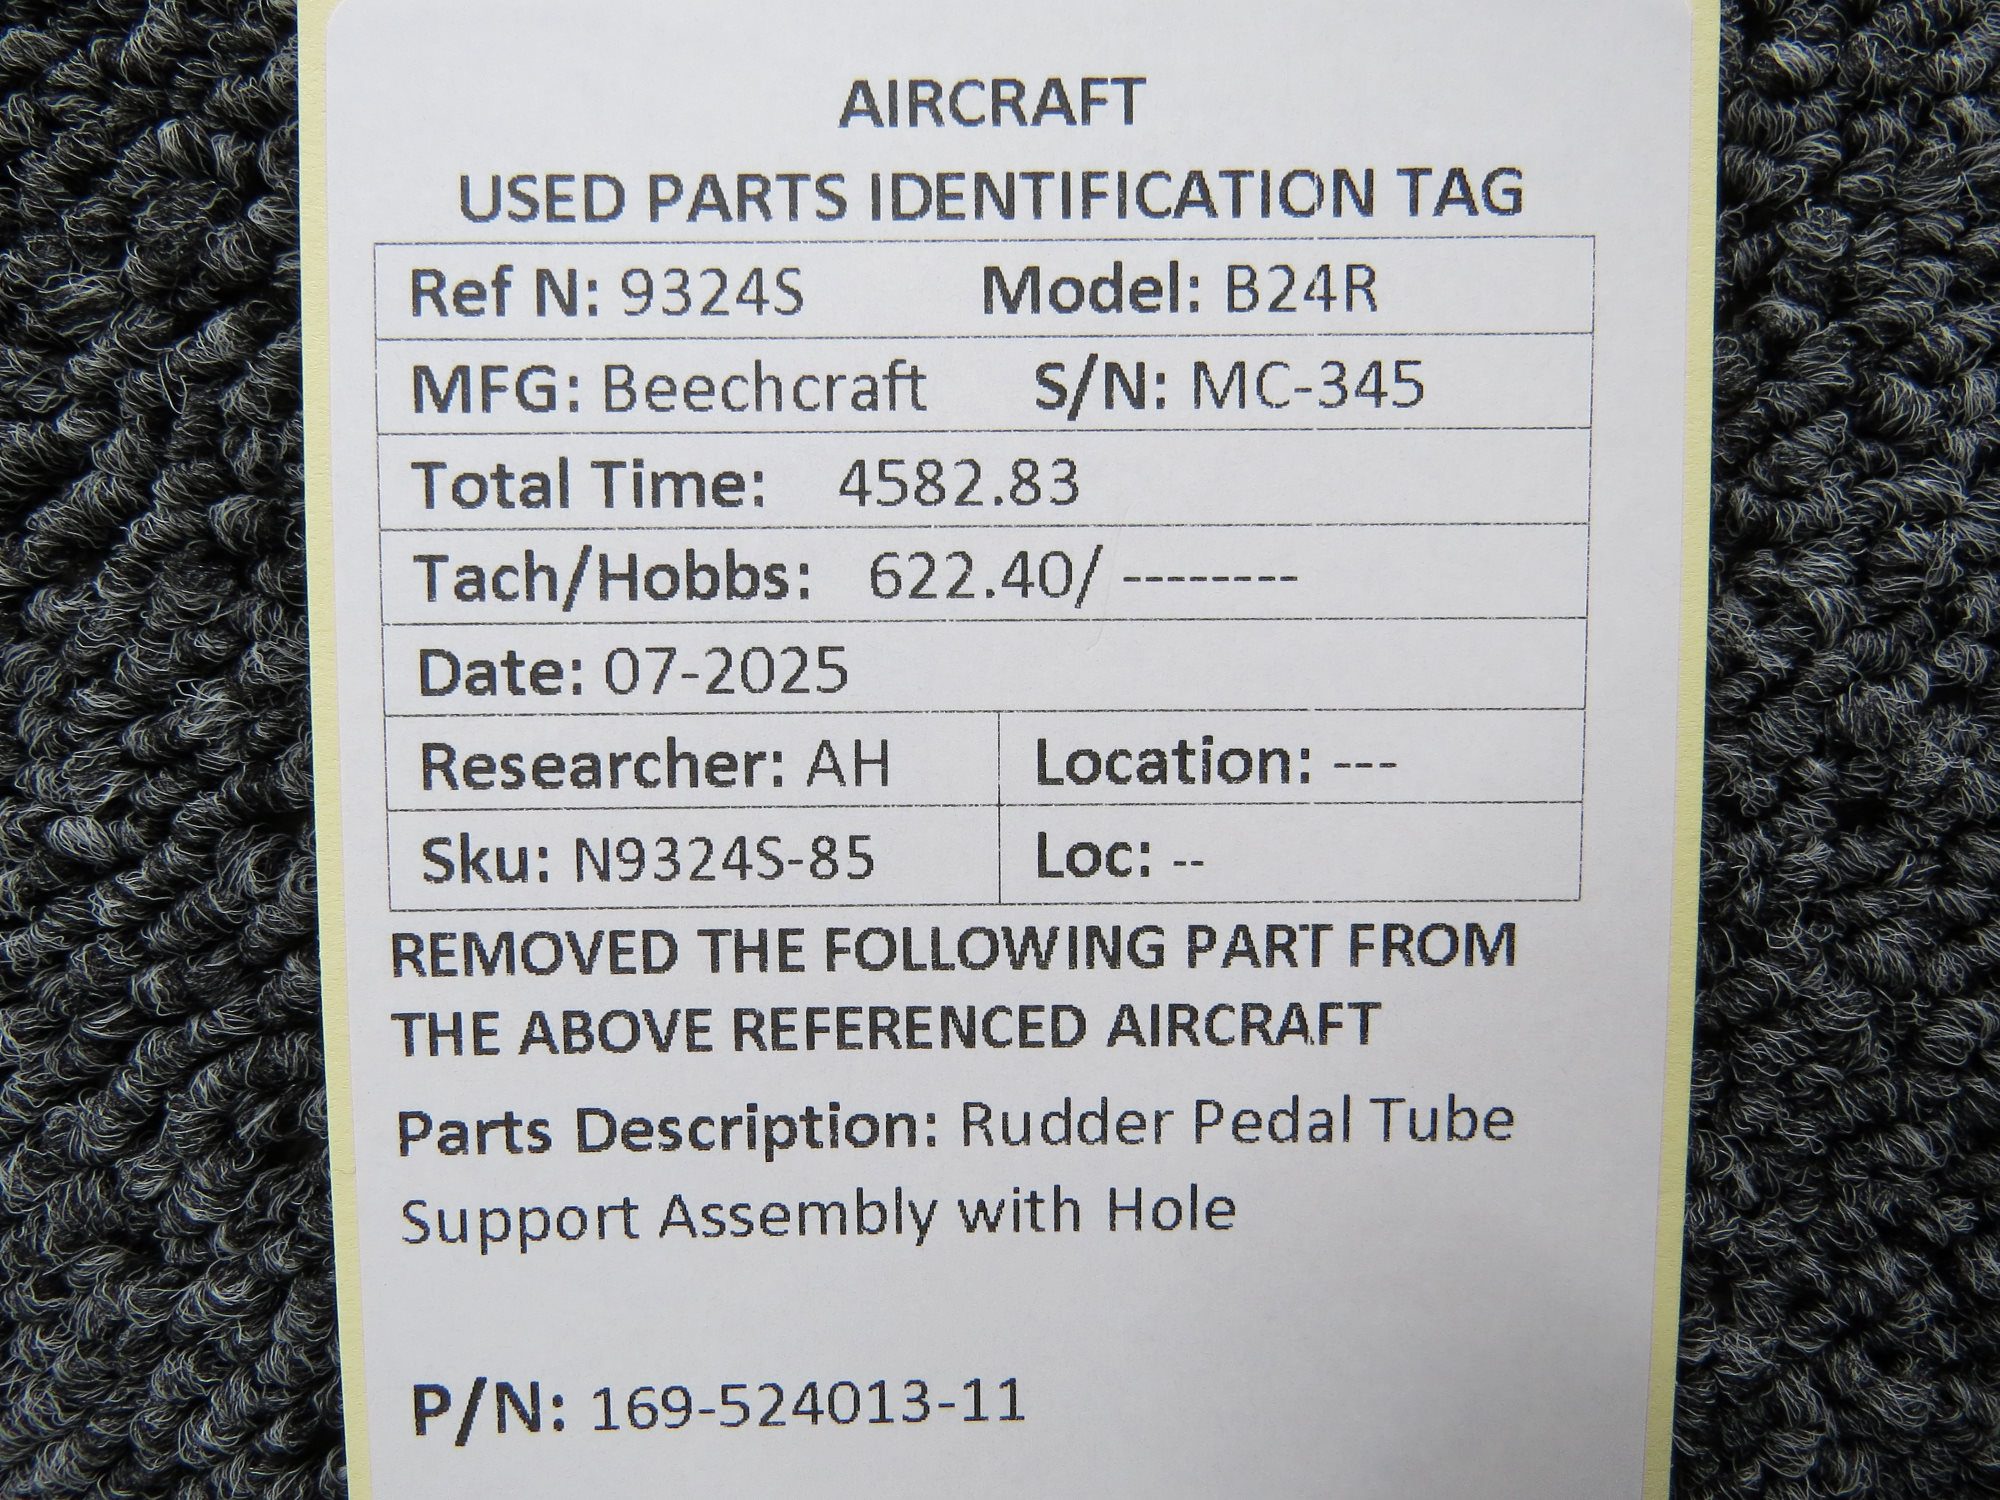 AIRCRAFT
USED PARTS IDENTIFICATION TAG
Ref N: 9324S Model: B24R
MFG: Beechcraft S/N: MC-345
Total Time: 4582.83
Tach/Hobbs: 622.40/ --------
Date: 07-2025
Researcher: AH Location: ---
Sku: N9324S-85 Loc: --
REMOVED THE FOLLOWING PART FROM
THE ABOVE REFERENCED AIRCRAFT
Parts Description: Rudder Pedal Tube
Support Assembly with Hole
P/N: 169-524013-11